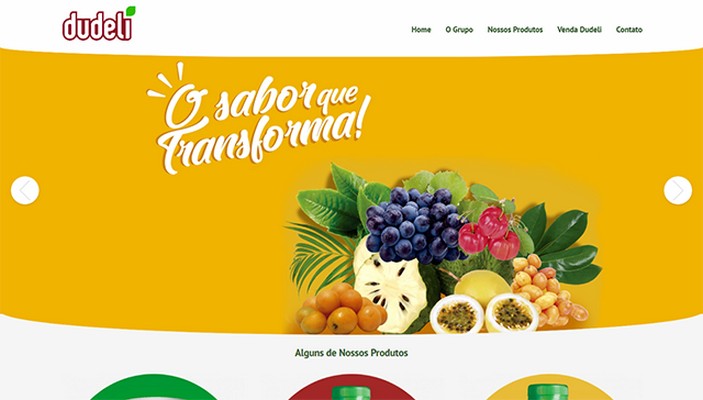 dudeli
Home O Grupo Nossos Produtos Venda Dudeli Contato
O sabor que
Transforma!
Alguns de Nossos Produtos